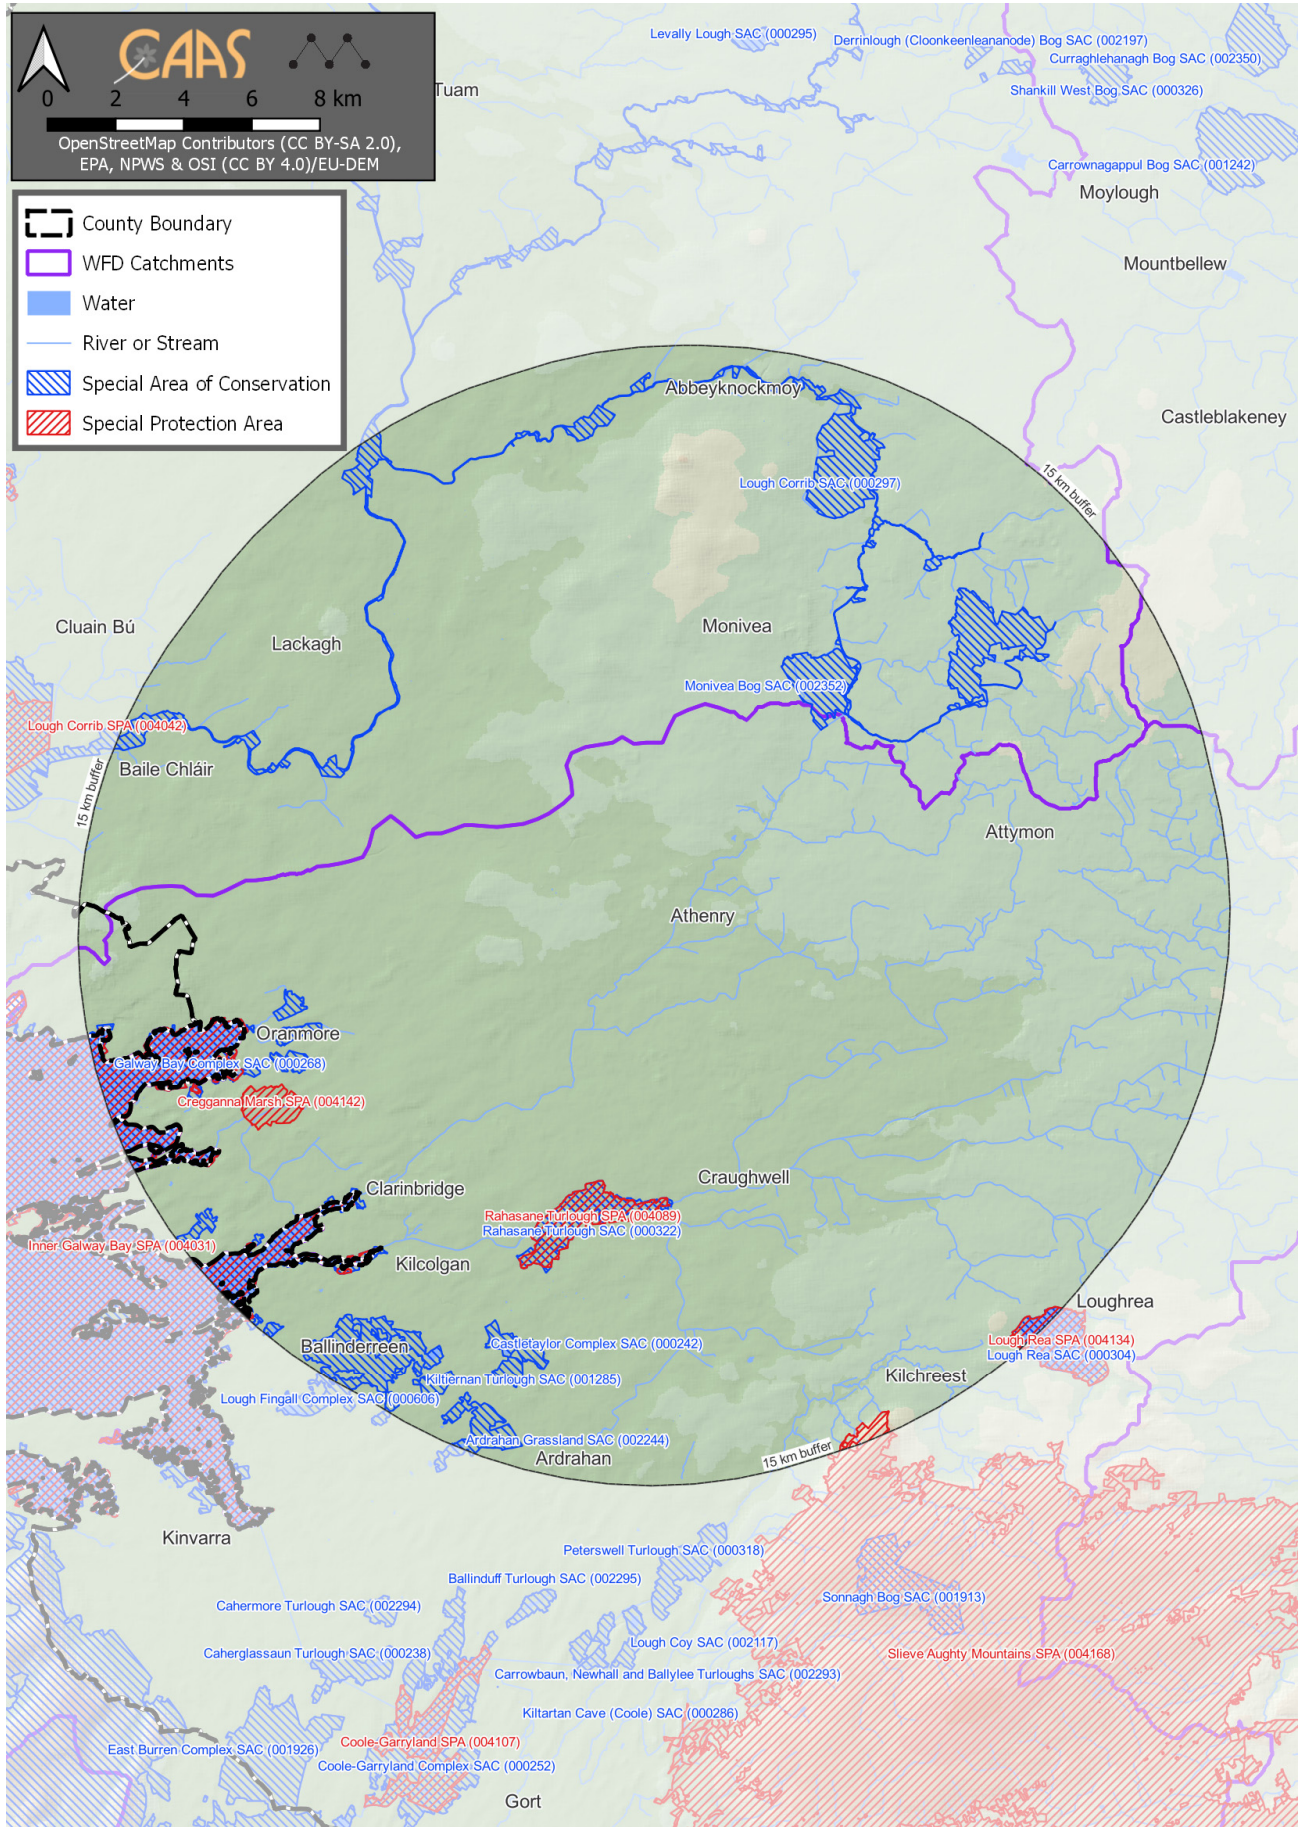 CAAS
0 2 4 6 8 km
OpenStreetMap Contributors (CC BY-SA 2.0),
EPA, NPWS & OSI (CC BY 4.0)/EU-DEM
County Boundary
WFD Catchments
Water
River or Stream
Special Area of Conservation
Special Protection Area
Levally Lough SAC (000295)
Derrinlough (Cloonkeenleananode) Bog SAC (002197)
Curraghlehanagh Bog SAC (002350)
Tuam
Shankill West Bog SAC (000326)
Carrownagappul Bog SAC (001242)
Moylough
Mountbellew
Abbeyknockmoy
Castleblakeney
15 km buffer
Lough Corrib SAC (000297)
Cluain Bú
Lackagh
Monivea
Monivea Bog SAC (002352)
Lough Corrib SPA (004042)
Baile Chláir
15 km buffer
Attymon
Athenry
Oranmore
Galway Bay Complex SAC (000268)
Cregganna Marsh SPA (004142)
Craughwell
Clarinbridge
Rahasane Turlough SPA (004089)
Rahasane Turlough SAC (000322)
Inner Galway Bay SPA (004031)
Kilcolgan
Loughrea
Lough Rea SPA (004134)
Lough Rea SAC (000304)
Ballinderreen
Castletaylor Complex SAC (000242)
Kiltiernan Turlough SAC (001285)
Kilchreest
Lough Fingall Complex SAC (000606)
Ardrahan Grassland SAC (002244)
Ardrahan
15 km buffer
Kinvarra
Peterswell Turlough SAC (000318)
Ballinduff Turlough SAC (002295)
Sonnagh Bog SAC (001913)
Cahermore Turlough SAC (002294)
Lough Coy SAC (002117)
Caherglassaun Turlough SAC (000238)
Slieve Aughty Mountains SPA (004168)
Carrowbaun, Newhall and Ballylee Turloughs SAC (002293)
Kiltartan Cave (Coole) SAC (000286)
Coole-Garryland SPA (004107)
East Burren Complex SAC (001926)
Coole-Garryland Complex SAC (000252)
Gort